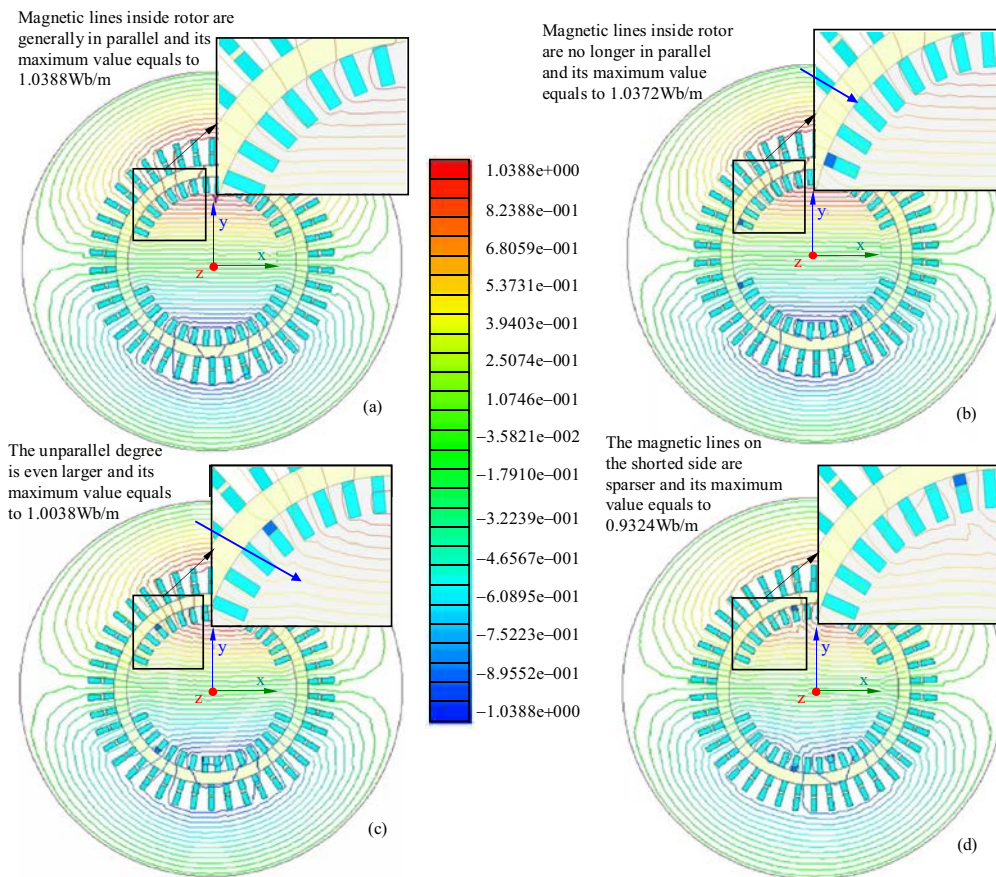 Magnetic lines inside rotor are
generally in parallel and its
maximum value equals to
1.0388Wb/m
y
x
z
(a)
Magnetic lines inside rotor
are no longer in parallel
and its maximum value
equals to 1.0372Wb/m
y
x
z
(b)
1.0388e+000
8.2388e−001
6.8059e−001
5.3731e−001
3.9403e−001
2.5074e−001
1.0746e−001
−3.5821e−002
−1.7910e−001
−3.2239e−001
−4.6567e−001
−6.0895e−001
−7.5223e−001
−8.9552e−001
−1.0388e+000
The unparallel degree
is even larger and its
maximum value equals
to 1.0038Wb/m
y
x
z
(c)
The magnetic lines on
the shorted side are
sparser and its maximum
value equals to
0.9324Wb/m
y
x
z
(d)